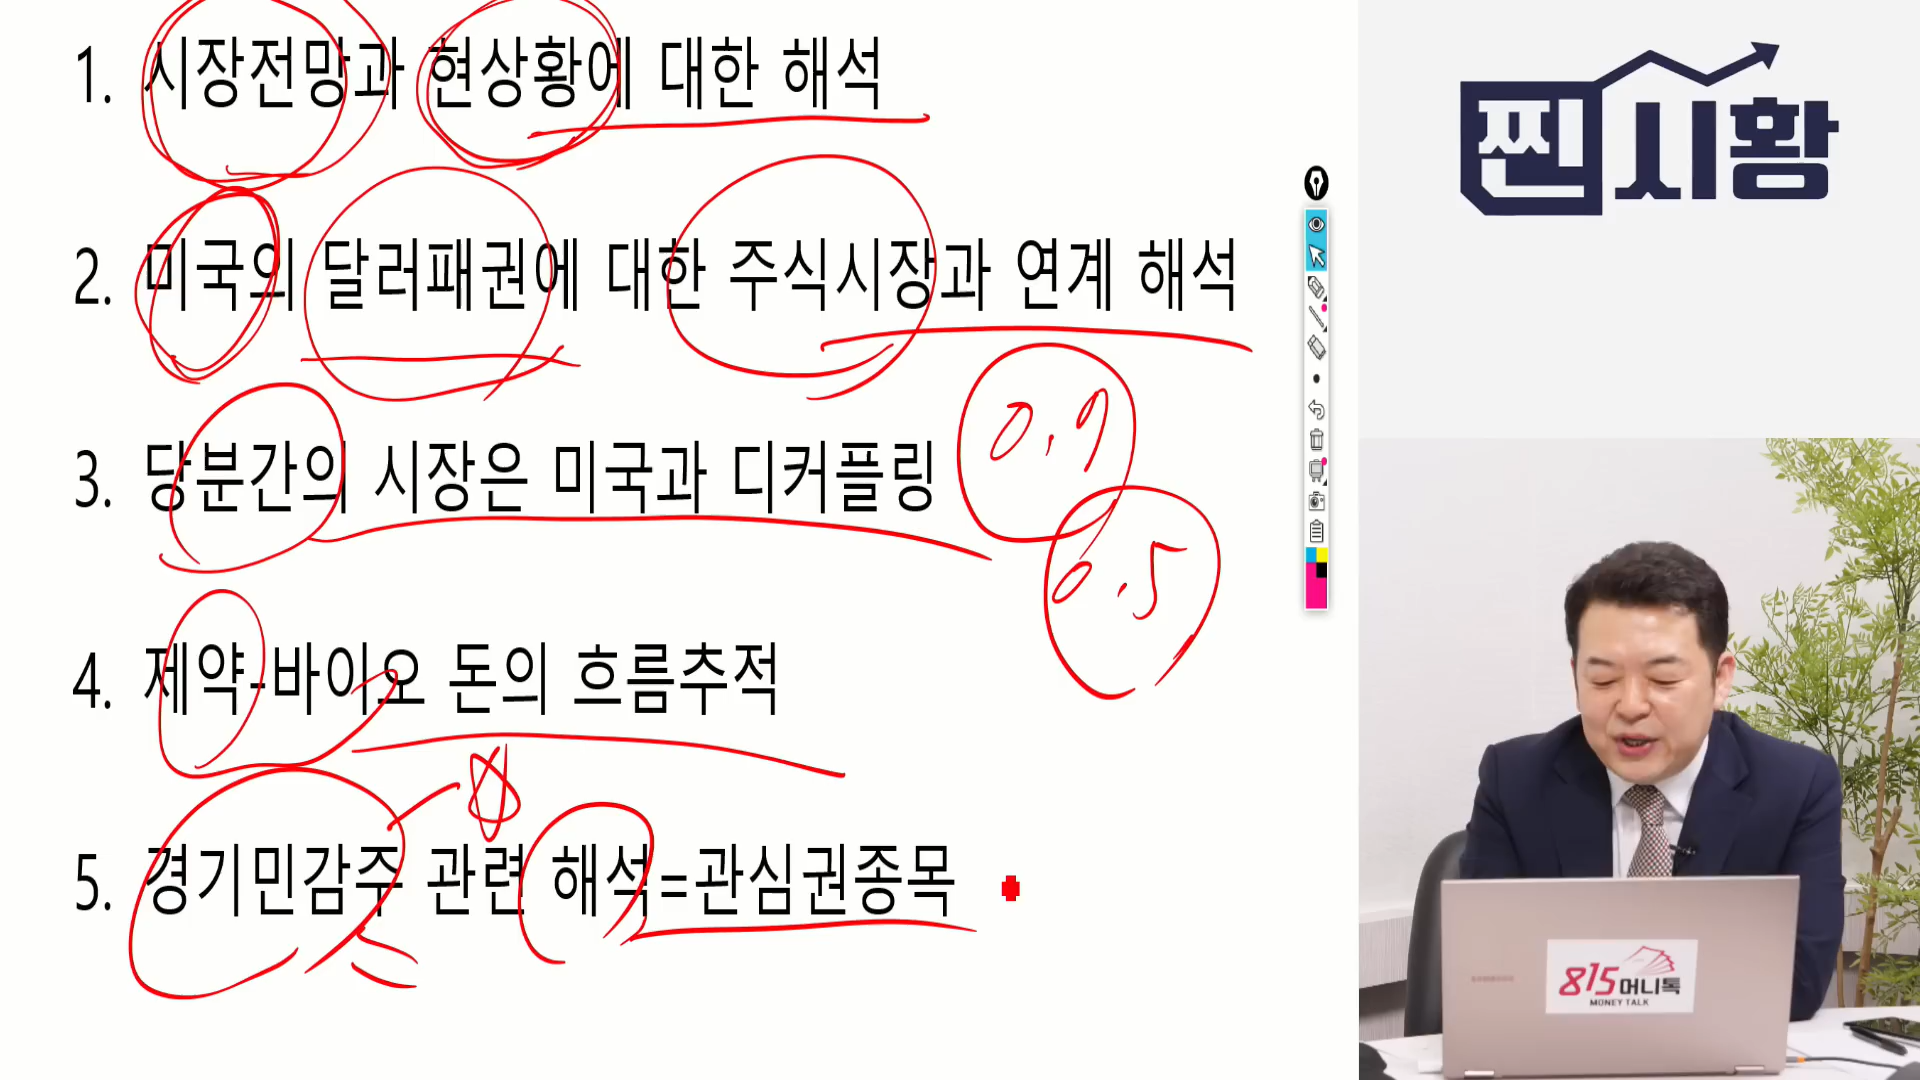 1. 시장전망과 현상황에 대한 해석
2. 미국의 달러패권에 대한 주식시장과 연계 해석
3. 당분간의 시장은 미국과 디커플링
0.9
0.5
4. 제약-바이오 돈의 흐름추적
5. 경기민감주 관련 해석=관심권종목
찐시황
SAMSUNG
815머니톡
MONEY TALK